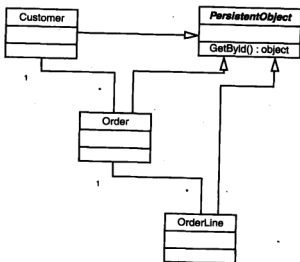 Customer
PersistentObject
GetById() : object
1
*
Order
1
*
OrderLine